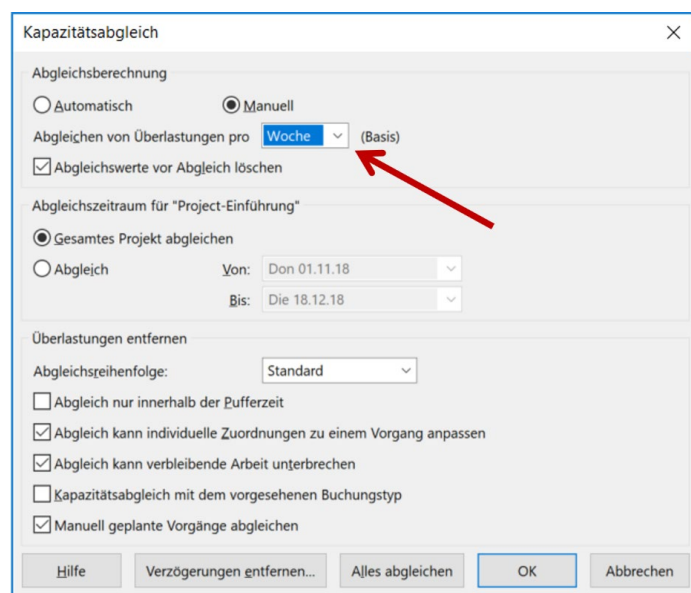 Kapazitätsabgleich
Abgleichsberechnung
Automatisch Manuell
Abgleichen von Überlastungen pro Woche (Basis)
Abgleichswerte vor Abgleich löschen
Abgleichszeitraum für "Project-Einführung"
Gesamtes Projekt abgleichen
Abgleich Von: Don 01.11.18
Bis: Die 18.12.18
Überlastungen entfernen
Abgleichsreihenfolge: Standard
Abgleich nur innerhalb der Pufferzeit
Abgleich kann individuelle Zuordnungen zu einem Vorgang anpassen
Abgleich kann verbleibende Arbeit unterbrechen
Kapazitätsabgleich mit dem vorgesehenen Buchungstyp
Manuell geplante Vorgänge abgleichen
Hilfe Verzögerungen entfernen... Alles abgleichen OK Abbrechen